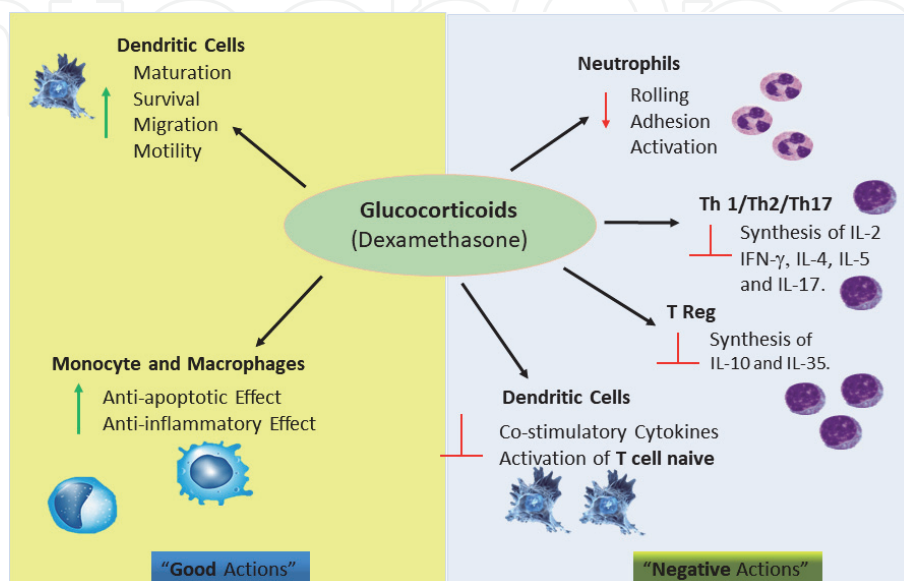 Dendritic Cells
Maturation
Survival
Migration
Motility
Neutrophils
Rolling
Adhesion
Activation
Glucocorticoids
(Dexamethasone)
Th 1/Th2/Th17
Synthesis of IL-2
IFN-γ, IL-4, IL-5
and IL-17.
T Reg
Synthesis of
IL-10 and IL-35.
Monocyte and Macrophages
Anti-apoptotic Effect
Anti-inflammatory Effect
Dendritic Cells
Co-stimulatory Cytokines
Activation of T cell naive
"Good Actions"
"Negative Actions"